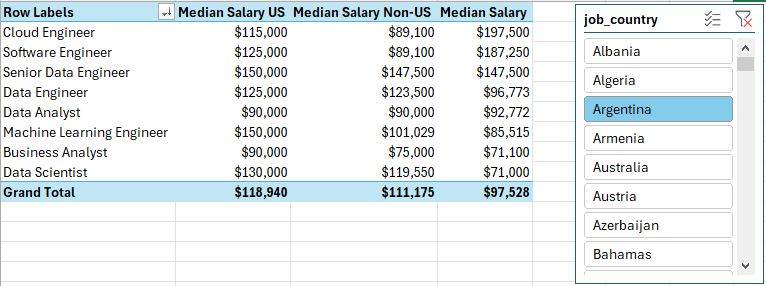 Row Labels Median Salary US Median Salary Non-US Median Salary
Cloud Engineer $115,000 $89,100 $197,500
Software Engineer $125,000 $89,100 $187,250
Senior Data Engineer $150,000 $147,500 $147,500
Data Engineer $125,000 $123,500 $96,773
Data Analyst $90,000 $90,000 $92,772
Machine Learning Engineer $150,000 $101,029 $85,515
Business Analyst $90,000 $75,000 $71,100
Data Scientist $130,000 $119,550 $71,000
Grand Total $118,940 $111,175 $97,528
job_country
Albania
Algeria
Argentina
Armenia
Australia
Austria
Azerbaijan
Bahamas